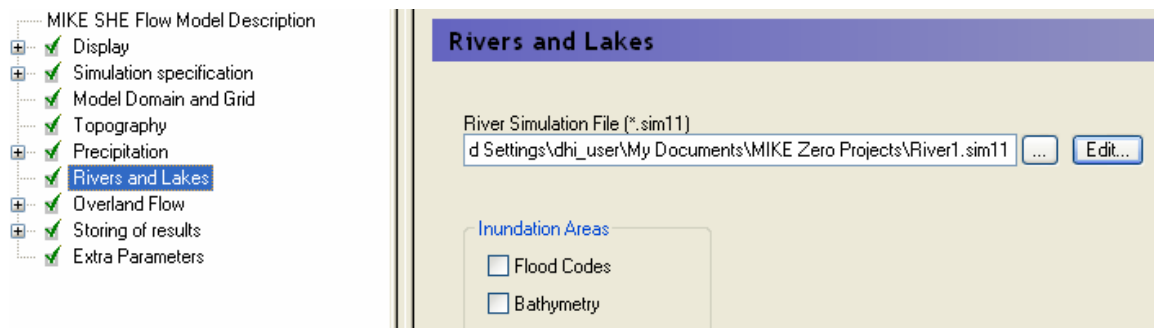 MIKE SHE Flow Model Description
Display
Simulation specification
Model Domain and Grid
Topography
Precipitation
Rivers and Lakes
Overland Flow
Storing of results
Extra Parameters
Rivers and Lakes
River Simulation File (*.sim11)
d Settings\dhi_user\My Documents\MIKE Zero Projects\River1.sim11 ... Edit...
Inundation Areas
Flood Codes
Bathymetry